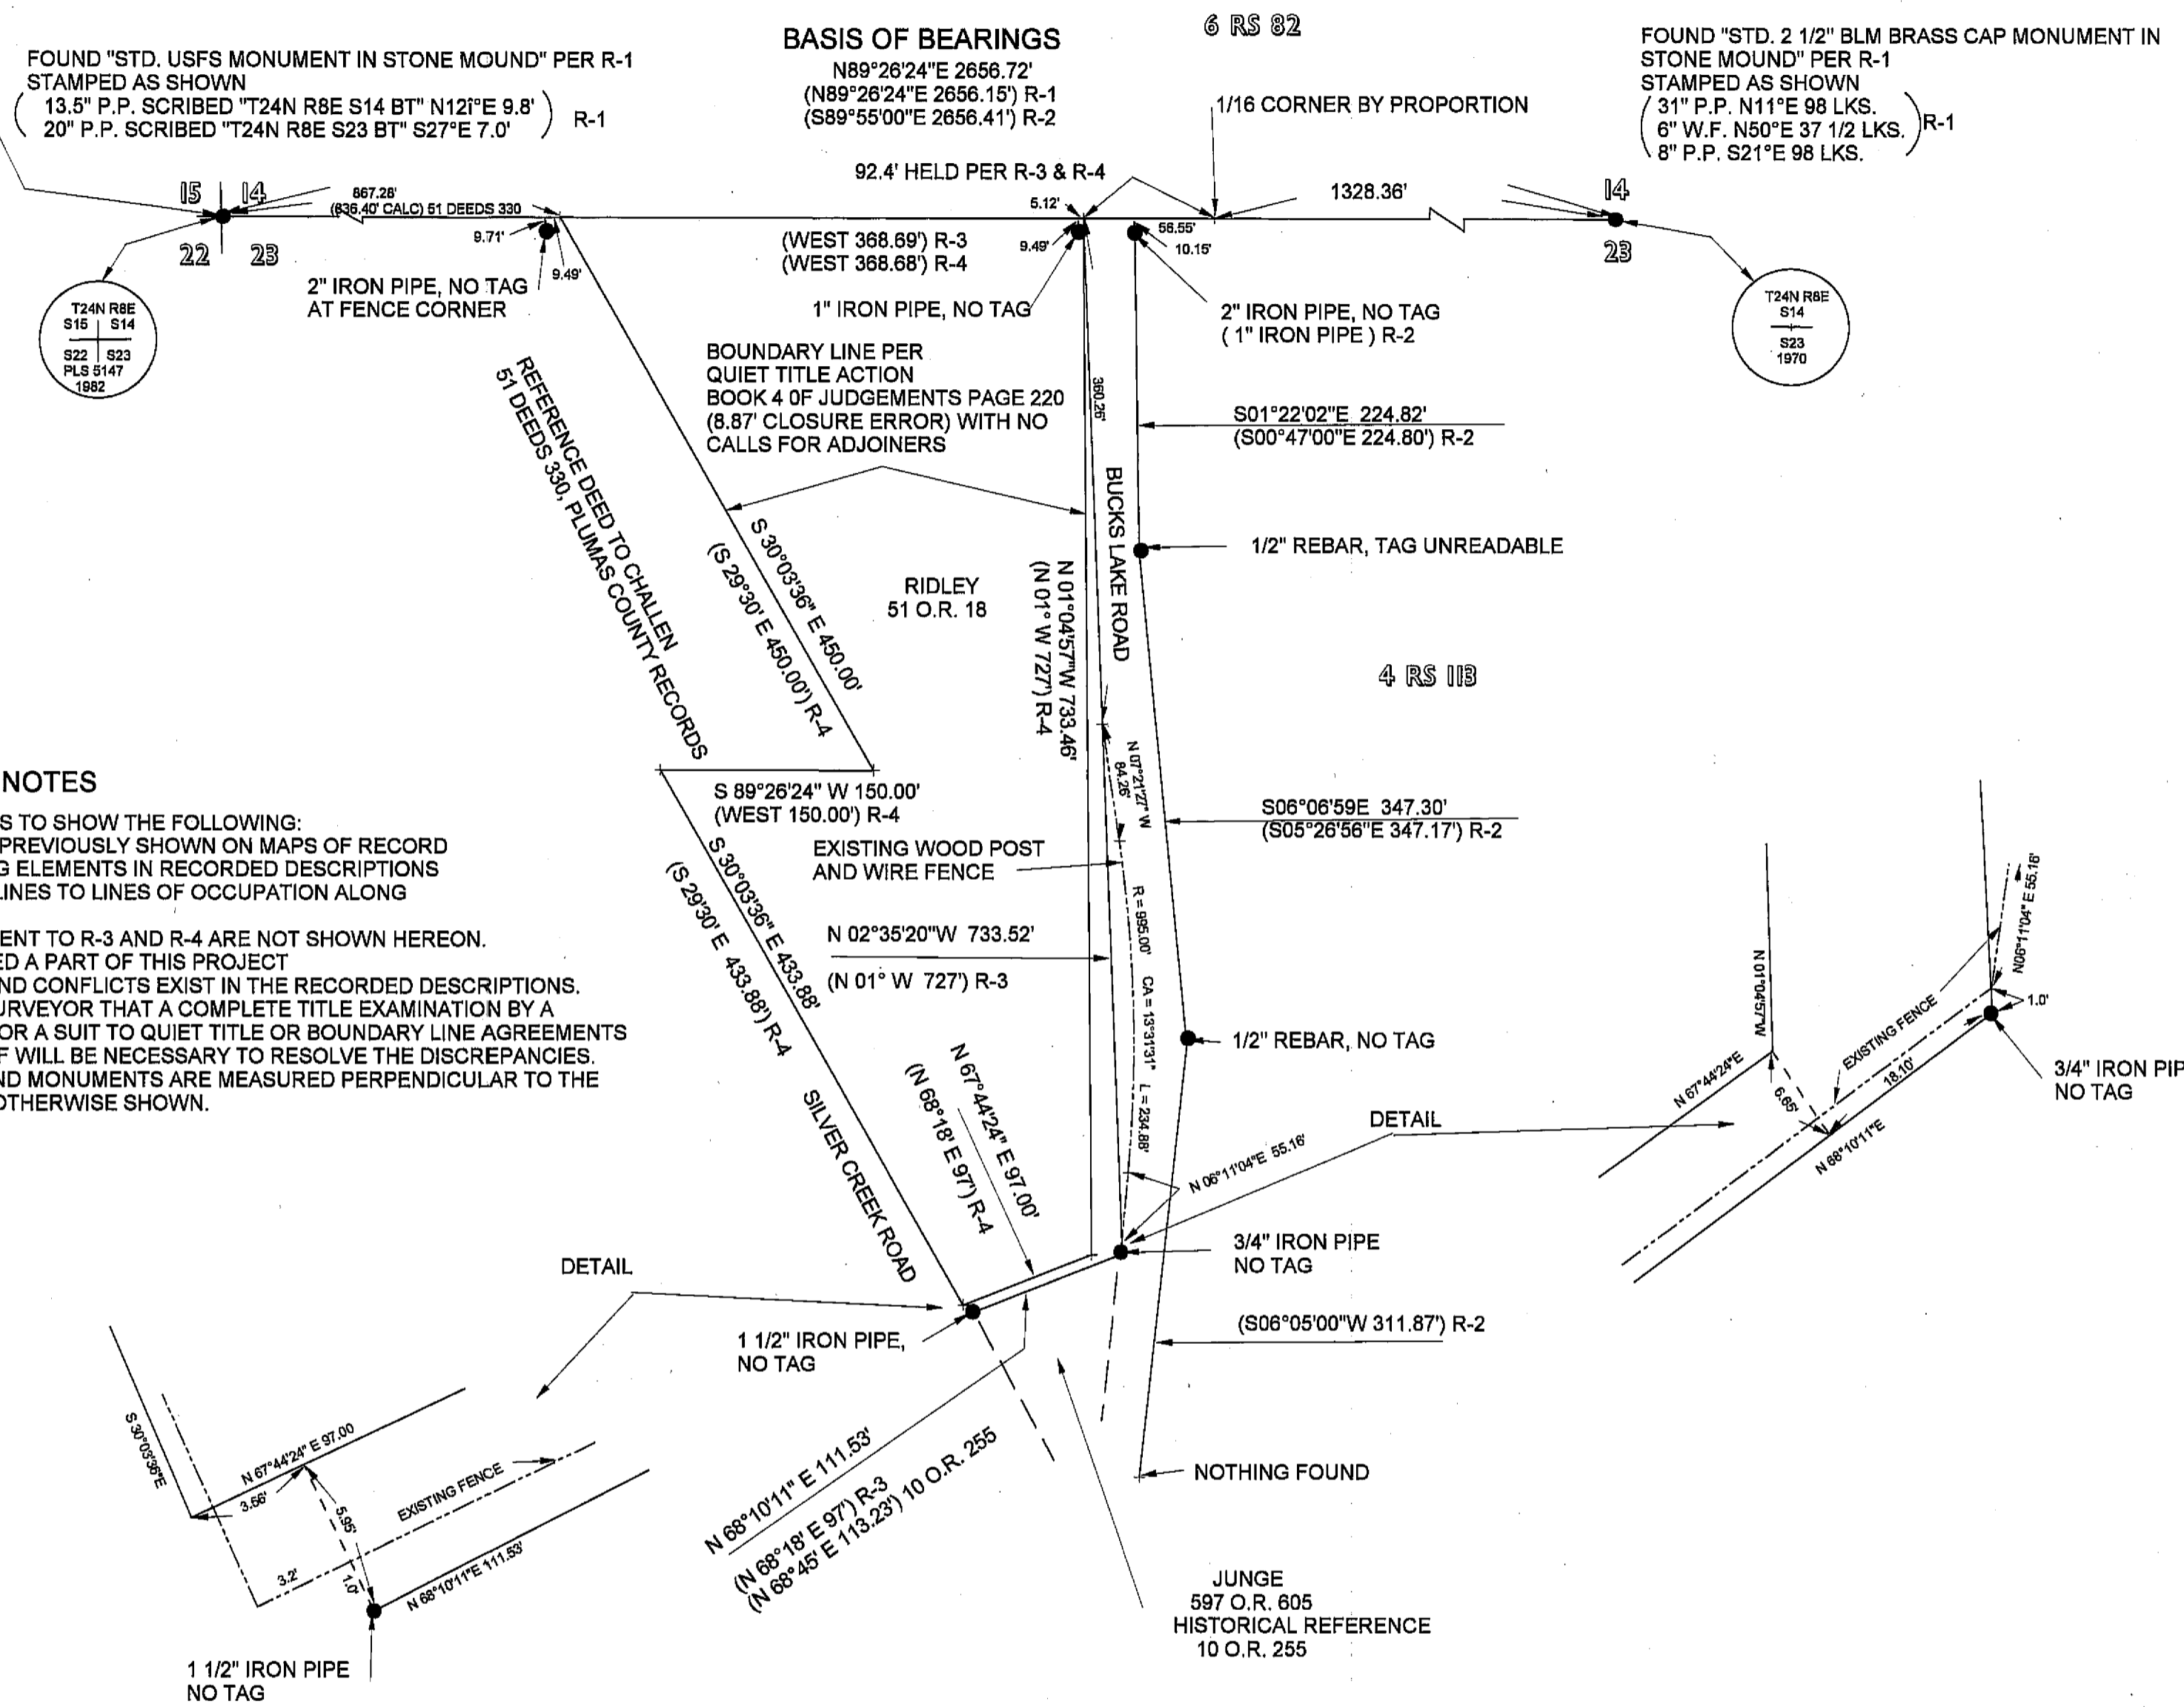 6 RS 82
BASIS OF BEARINGS
N89°26'24"E 2656.72'
(N89°26'24"E 2656.15') R-1
(S89°55'00"E 2656.41') R-2
FOUND "STD. USFS MONUMENT IN STONE MOUND" PER R-1
STAMPED AS SHOWN
13.5" P.P. SCRIBED "T24N R8E S14 BT" N12i°E 9.8'
20" P.P. SCRIBED "T24N R8E S23 BT" S27°E 7.0'
R-1
FOUND "STD. 2 1/2" BLM BRASS CAP MONUMENT IN
STONE MOUND" PER R-1
STAMPED AS SHOWN
31" P.P. N11°E 98 LKS.
6" W.F. N50°E 37 1/2 LKS.
8" P.P. S21°E 98 LKS.
R-1
1/16 CORNER BY PROPORTION
92.4' HELD PER R-3 & R-4
15 14
22 23
867.28'
(836.40' CALC) 51 DEEDS 330
5.12'
1328.36'
14
23
9.71'
9.49'
(WEST 368.69') R-3
(WEST 368.68') R-4
9.49'
56.55'
10.15'
2" IRON PIPE, NO TAG
AT FENCE CORNER
1" IRON PIPE, NO TAG
2" IRON PIPE, NO TAG
( 1" IRON PIPE ) R-2
T24N R8E
S15 S14
S22 S23
PLS 5147
1982
T24N R8E
S14
S23
1970
BOUNDARY LINE PER
QUIET TITLE ACTION
BOOK 4 0F JUDGEMENTS PAGE 220
(8.87' CLOSURE ERROR) WITH NO
CALLS FOR ADJOINERS
REFERENCE DEED TO CHALLEN
51 DEEDS 330, PLUMAS COUNTY RECORDS
S 30°03'36" E 450.00'
(S 29°30' E 450.00') R-4
RIDLEY
51 O.R. 18
360.26'
BUCKS LAKE ROAD
N 01°04'57"W 733.46'
(N 01° W 727') R-4
S01°22'02"E 224.82'
(S00°47'00"E 224.80') R-2
1/2" REBAR, TAG UNREADABLE
4 RS 113
N 07°21'27" W
84.26'
S 89°26'24" W 150.00'
(WEST 150.00') R-4
S06°06'59E 347.30'
(S05°26'56"E 347.17') R-2
EXISTING WOOD POST
AND WIRE FENCE
R = 995.00' CA = 13°31'31" L = 234.88'
N 02°35'20"W 733.52'
(N 01° W 727') R-3
NOTES
S TO SHOW THE FOLLOWING:
PREVIOUSLY SHOWN ON MAPS OF RECORD
G ELEMENTS IN RECORDED DESCRIPTIONS
LINES TO LINES OF OCCUPATION ALONG
ENT TO R-3 AND R-4 ARE NOT SHOWN HEREON.
ED A PART OF THIS PROJECT
ND CONFLICTS EXIST IN THE RECORDED DESCRIPTIONS.
URVEYOR THAT A COMPLETE TITLE EXAMINATION BY A
OR A SUIT TO QUIET TITLE OR BOUNDARY LINE AGREEMENTS
F WILL BE NECESSARY TO RESOLVE THE DISCREPANCIES.
ND MONUMENTS ARE MEASURED PERPENDICULAR TO THE
OTHERWISE SHOWN.
S 30°03'36" E 433.88'
(S 29'30' E 433.88') R-4
SILVER CREEK ROAD
N 67°44'24" E 97.00'
(N 68°18' E 97') R-4
1/2" REBAR, NO TAG
N 06°11'04"E 55.16'
DETAIL
3/4" IRON PIPE
NO TAG
(S06°05'00"W 311.87') R-2
NOTHING FOUND
DETAIL
1 1/2" IRON PIPE,
NO TAG
N 68°10'11" E 111.53'
(N 68°18' E 97') R-3
(N 68°45' E 113.23') 10 O.R. 255
JUNGE
597 O.R. 605
HISTORICAL REFERENCE
10 O.R. 255
N 01°04'57"W
N06°11'04" E 55.16'
N 67°44'24"E
6.65'
EXISTING FENCE
18.10'
1.0'
N 68°10'11"E
3/4" IRON PIP
NO TAG
S 30°03'36"E
N 67°44'24" E 97.00
3.56'
5.95'
EXISTING FENCE
3.2'
1.0'
N 68°10'11"E 111.53'
1 1/2" IRON PIPE
NO TAG